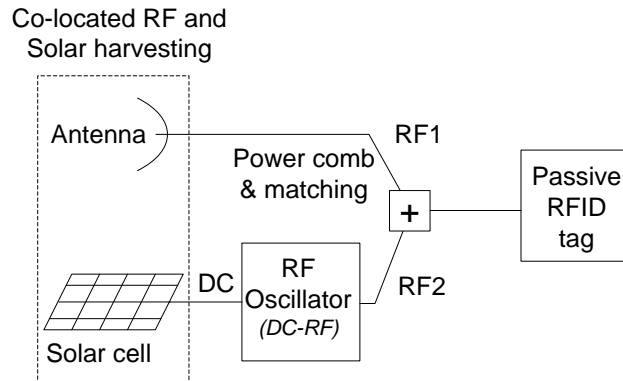 Co-located RF and
Solar harvesting
Antenna
RF1
Power comb
& matching
+
Passive
RFID
tag
DC
RF
Oscillator
(DC-RF)
RF2
Solar cell